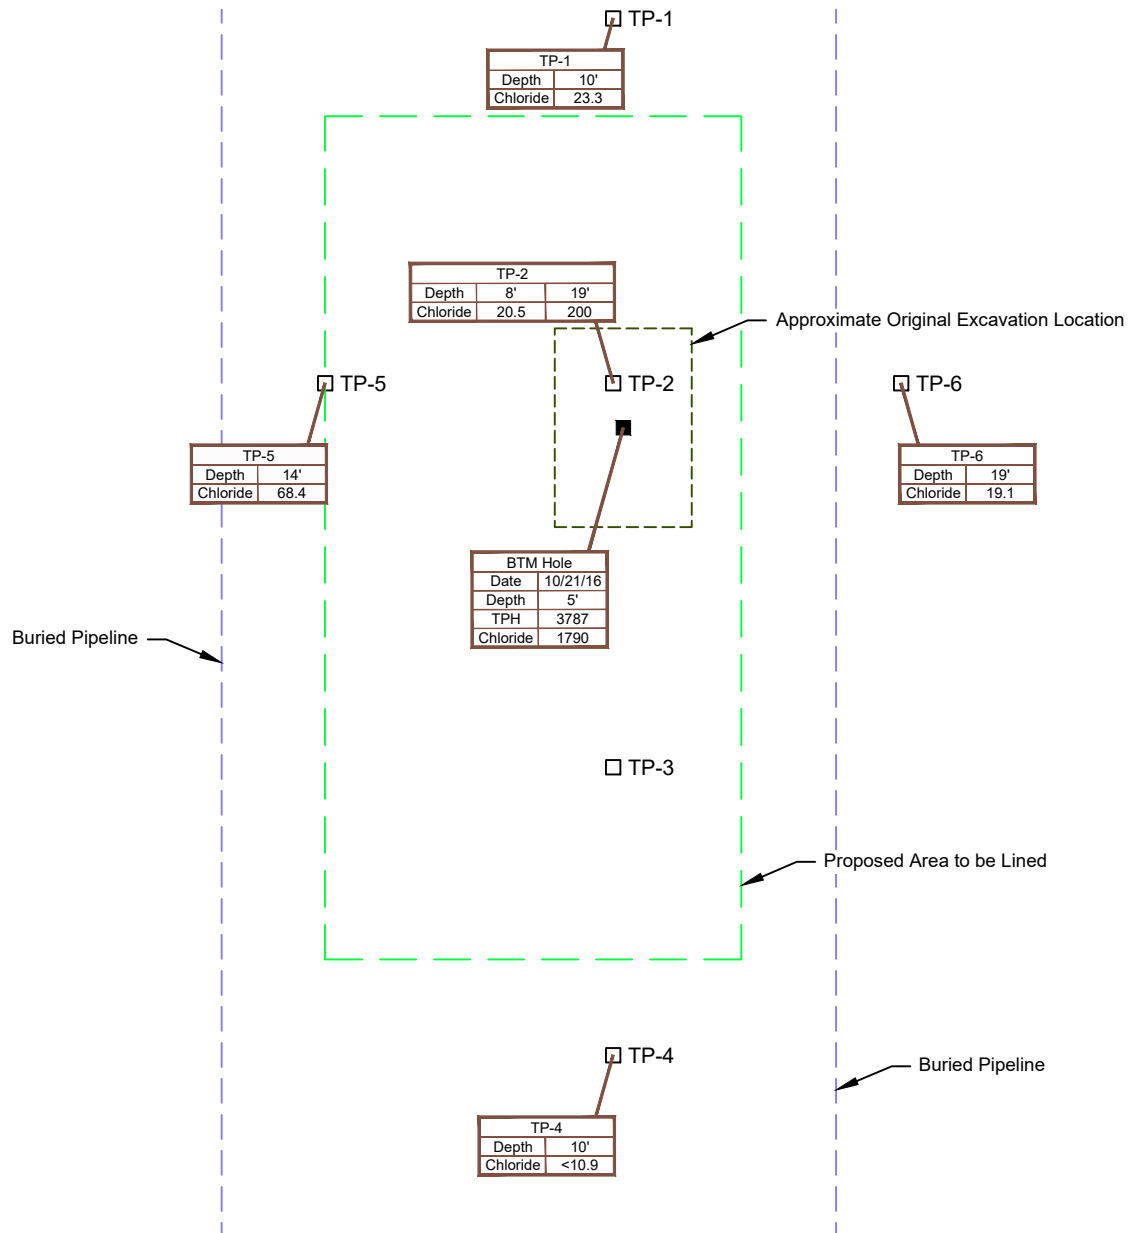 TP-1
TP-1
Depth 10'
Chloride 23.3
TP-2
Depth 8' 19'
Chloride 20.5 200
Approximate Original Excavation Location
TP-5
TP-2
TP-6
TP-5
Depth 14'
Chloride 68.4
TP-6
Depth 19'
Chloride 19.1
BTM Hole
Date 10/21/16
Depth 5'
TPH 3787
Chloride 1790
Buried Pipeline
TP-3
Proposed Area to be Lined
TP-4
Buried Pipeline
TP-4
Depth 10'
Chloride <10.9